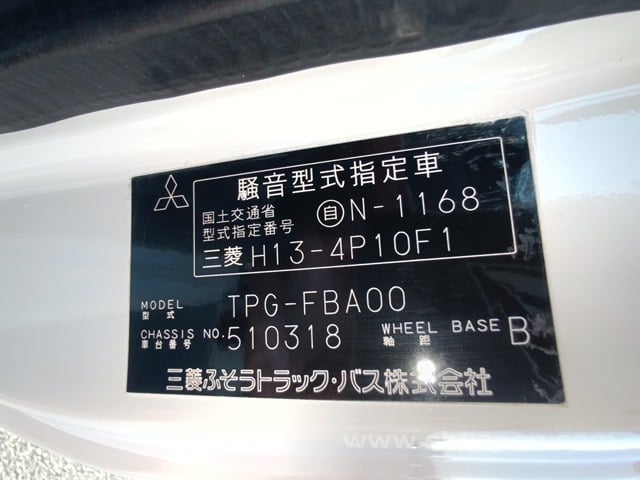 騒音型式指定車
国土交通省
型式指定番号 自N-1168
三菱 H13-4P10F1
MODEL
型式 TPG-FBA00
CHASSIS NO.
車台番号 510318
WHEEL BASE
軸距 B
三菱ふそうトラック・バス株式会社